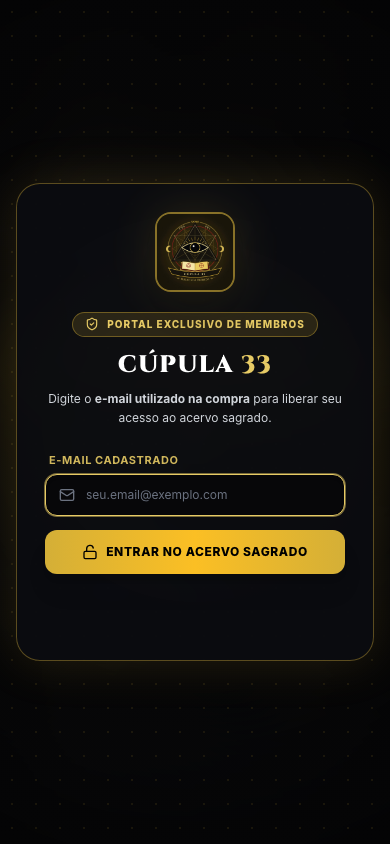 PORTAL EXCLUSIVO DE MEMBROS
CÚPULA 33
Digite o e-mail utilizado na compra para liberar seu
acesso ao acervo sagrado.
E-MAIL CADASTRADO
seu.email@exemplo.com
ENTRAR NO ACERVO SAGRADO